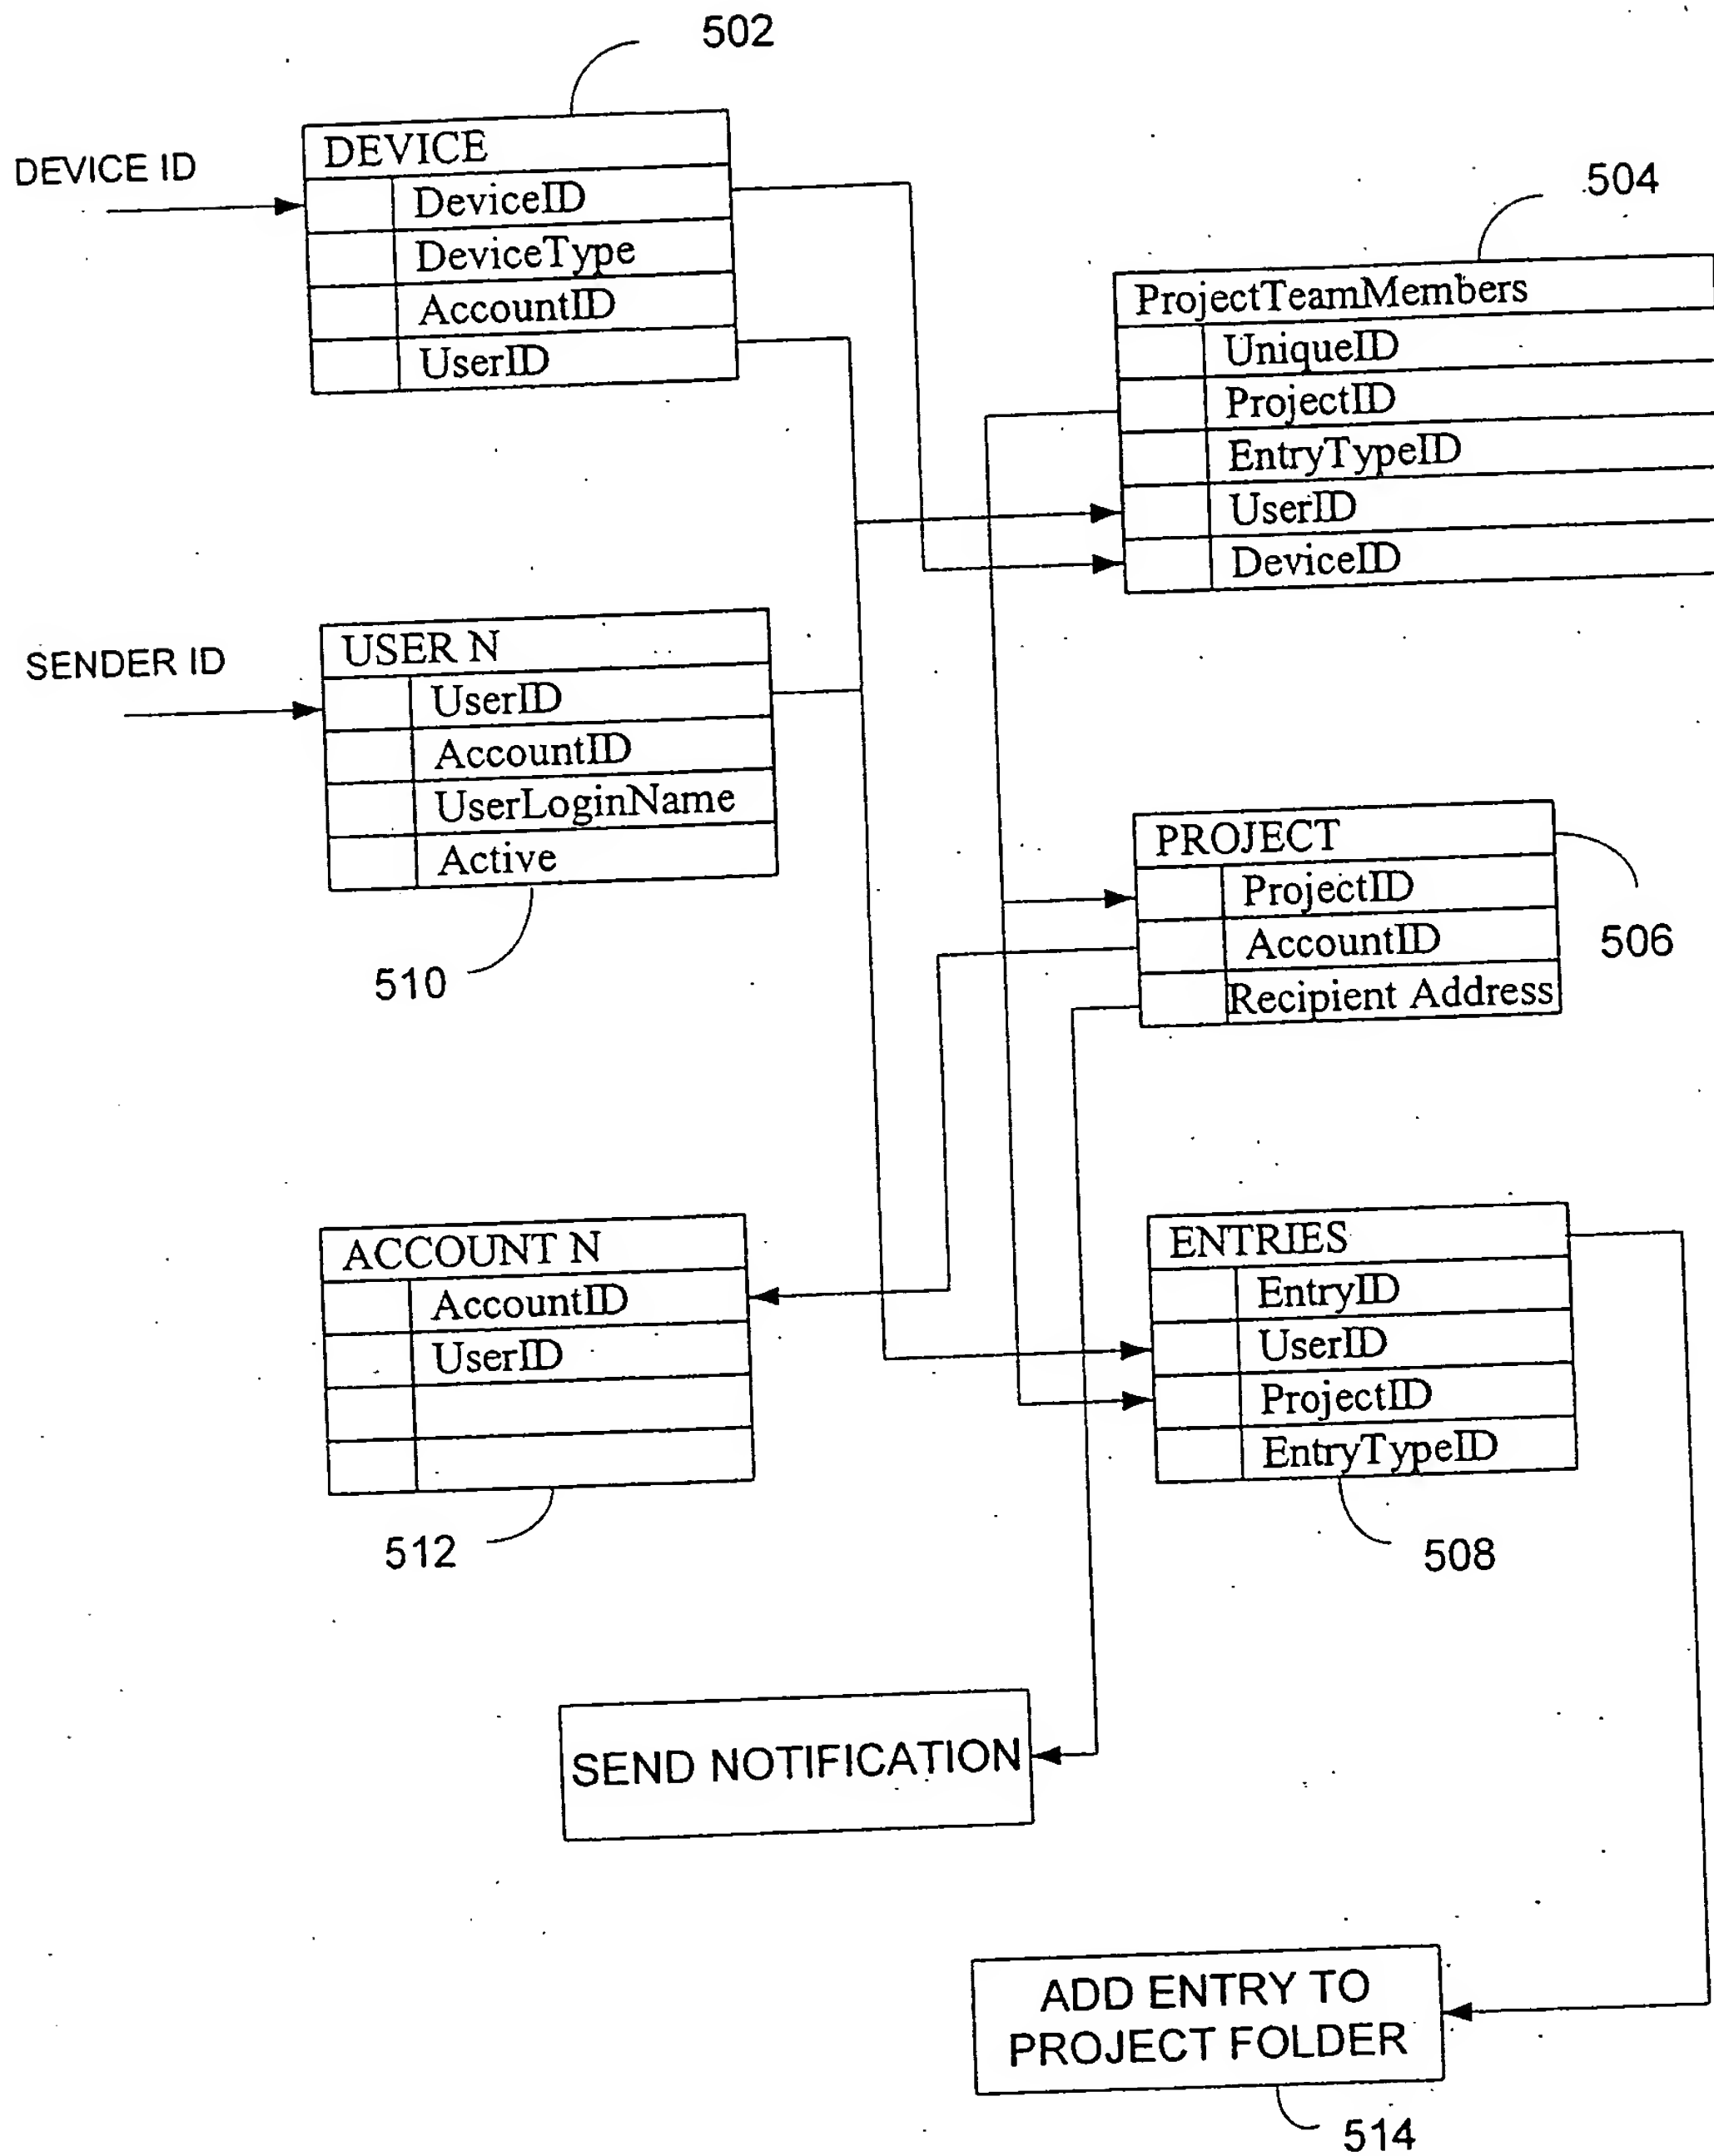 502
DEVICE ID
DEVICE
DeviceID
DeviceType
AccountID
UserID
504
ProjectTeamMembers
UniqueID
ProjectID
EntryTypeID
UserID
DeviceID
SENDER ID
USER N
UserID
AccountID
UserLoginName
Active
510
PROJECT
ProjectID
AccountID
Recipient Address
506
ACCOUNT N
AccountID
UserID
512
ENTRIES
EntryID
UserID
ProjectID
EntryTypeID
508
SEND NOTIFICATION
ADD ENTRY TO
PROJECT FOLDER
514